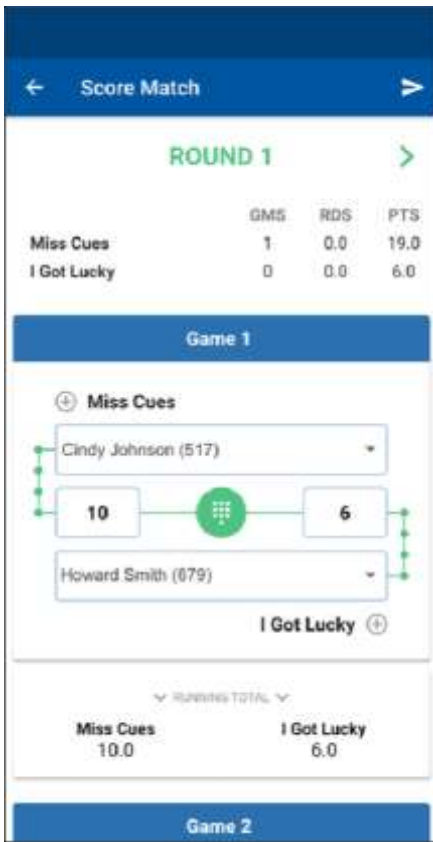 Score Match
ROUND 1
GMS RDS PTS
Miss Cues 1 0.0 19.0
I Got Lucky 0 0.0 6.0
Game 1
Miss Cues
Cindy Johnson (517)
10 6
Howard Smith (679)
I Got Lucky
RUNNING TOTAL
Miss Cues I Got Lucky
10.0 6.0
Game 2